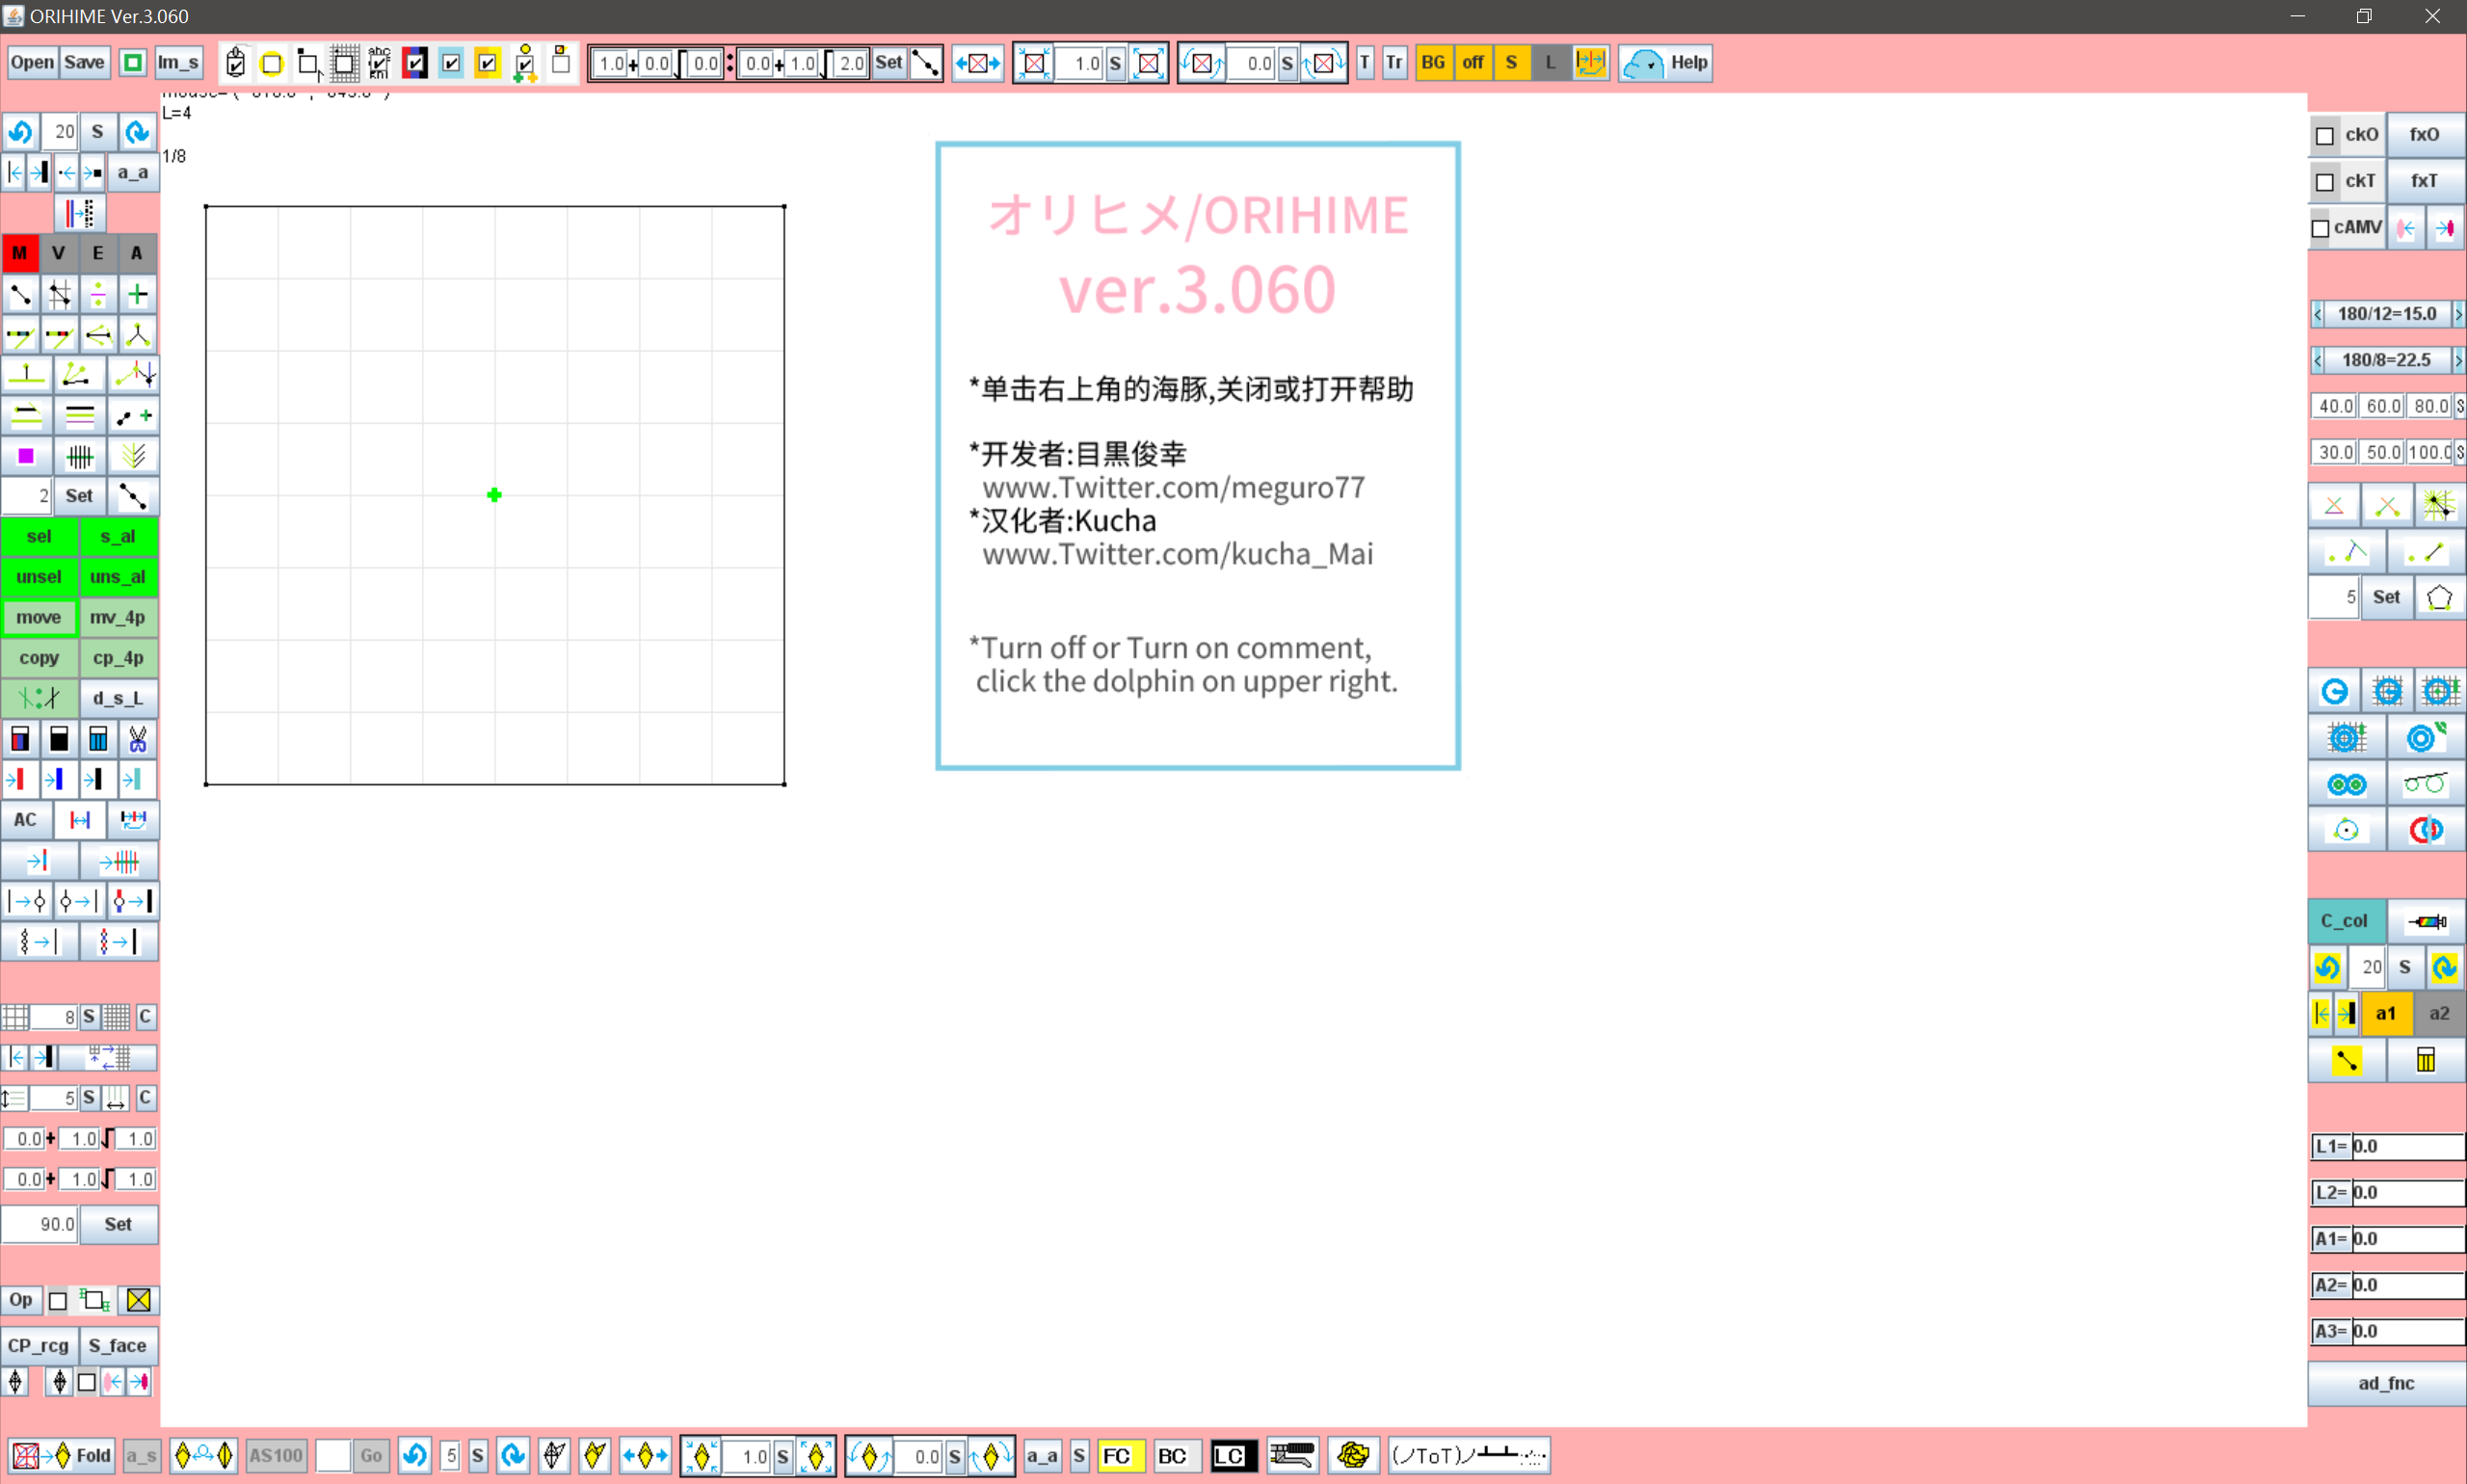 ORIHIME Ver.3.060
Open Save Im_s 1.0 + 0.0 √ 0.0 : 0.0 + 1.0 √ 2.0 Set 1.0 S 0.0 S T Tr BG off S L Help
L=4
1/8
20 S
a_a
M V E A
2 Set
sel s_al
unsel uns_al
move mv_4p
copy cp_4p
d_s_L
AC
8 S C
5 S C
0.0 + 1.0 √ 1.0
0.0 + 1.0 √ 1.0
90.0 Set
Op
CP_rcg S_face
オリヒメ/ORIHIME
ver.3.060
*单击右上角的海豚,关闭或打开帮助
*开发者:目黒俊幸
www.Twitter.com/meguro77
*汉化者:Kucha
www.Twitter.com/kucha_Mai
*Turn off or Turn on comment,
click the dolphin on upper right.
ckO fxO
ckT fxT
cAMV
< 180/12=15.0 >
< 180/8=22.5 >
40.0 60.0 80.0 S
30.0 50.0 100.0 S
5 Set
C_col
20 S
a1 a2
L1= 0.0
L2= 0.0
A1= 0.0
A2= 0.0
A3= 0.0
ad_fnc
Fold a_s AS100 Go 5 S 1.0 S 0.0 S a_a S FC BC LC (ノToT)ノ